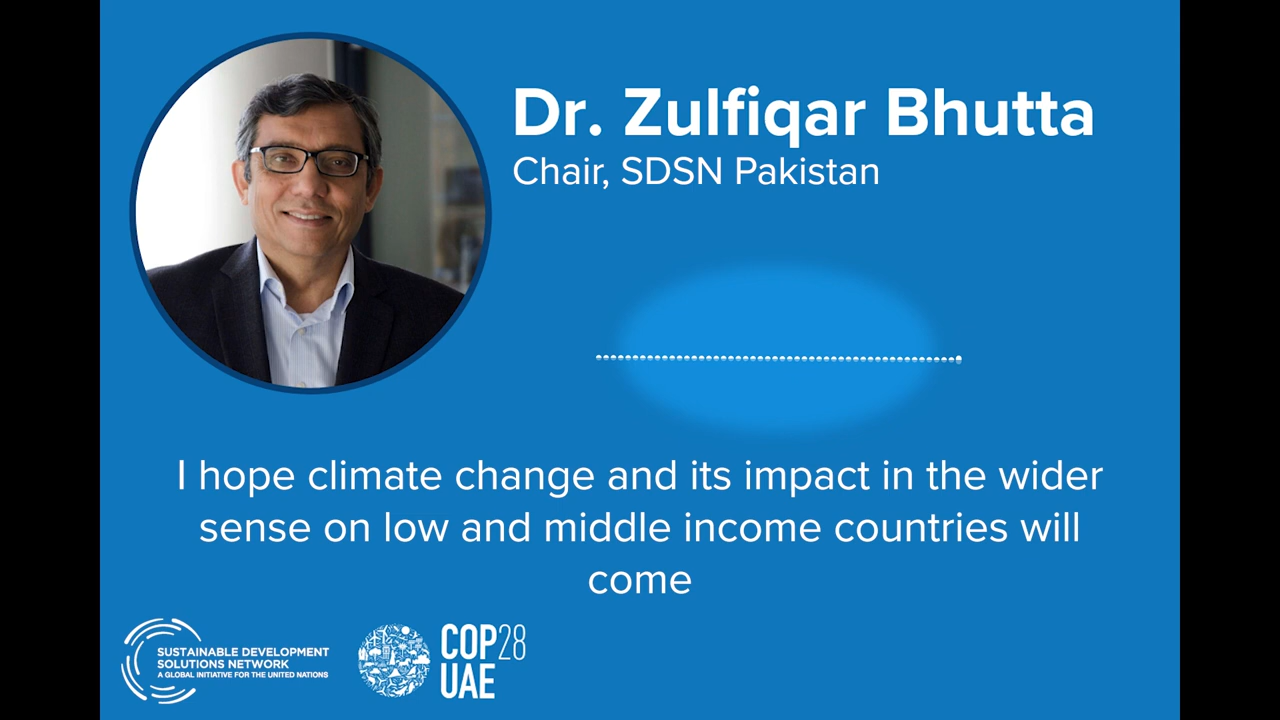 Dr. Zulfiqar Bhutta
Chair, SDSN Pakistan
I hope climate change and its impact in the wider
sense on low and middle income countries will
come
SUSTAINABLE DEVELOPMENT
SOLUTIONS NETWORK
A GLOBAL INITIATIVE FOR THE UNITED NATIONS
COP28
UAE